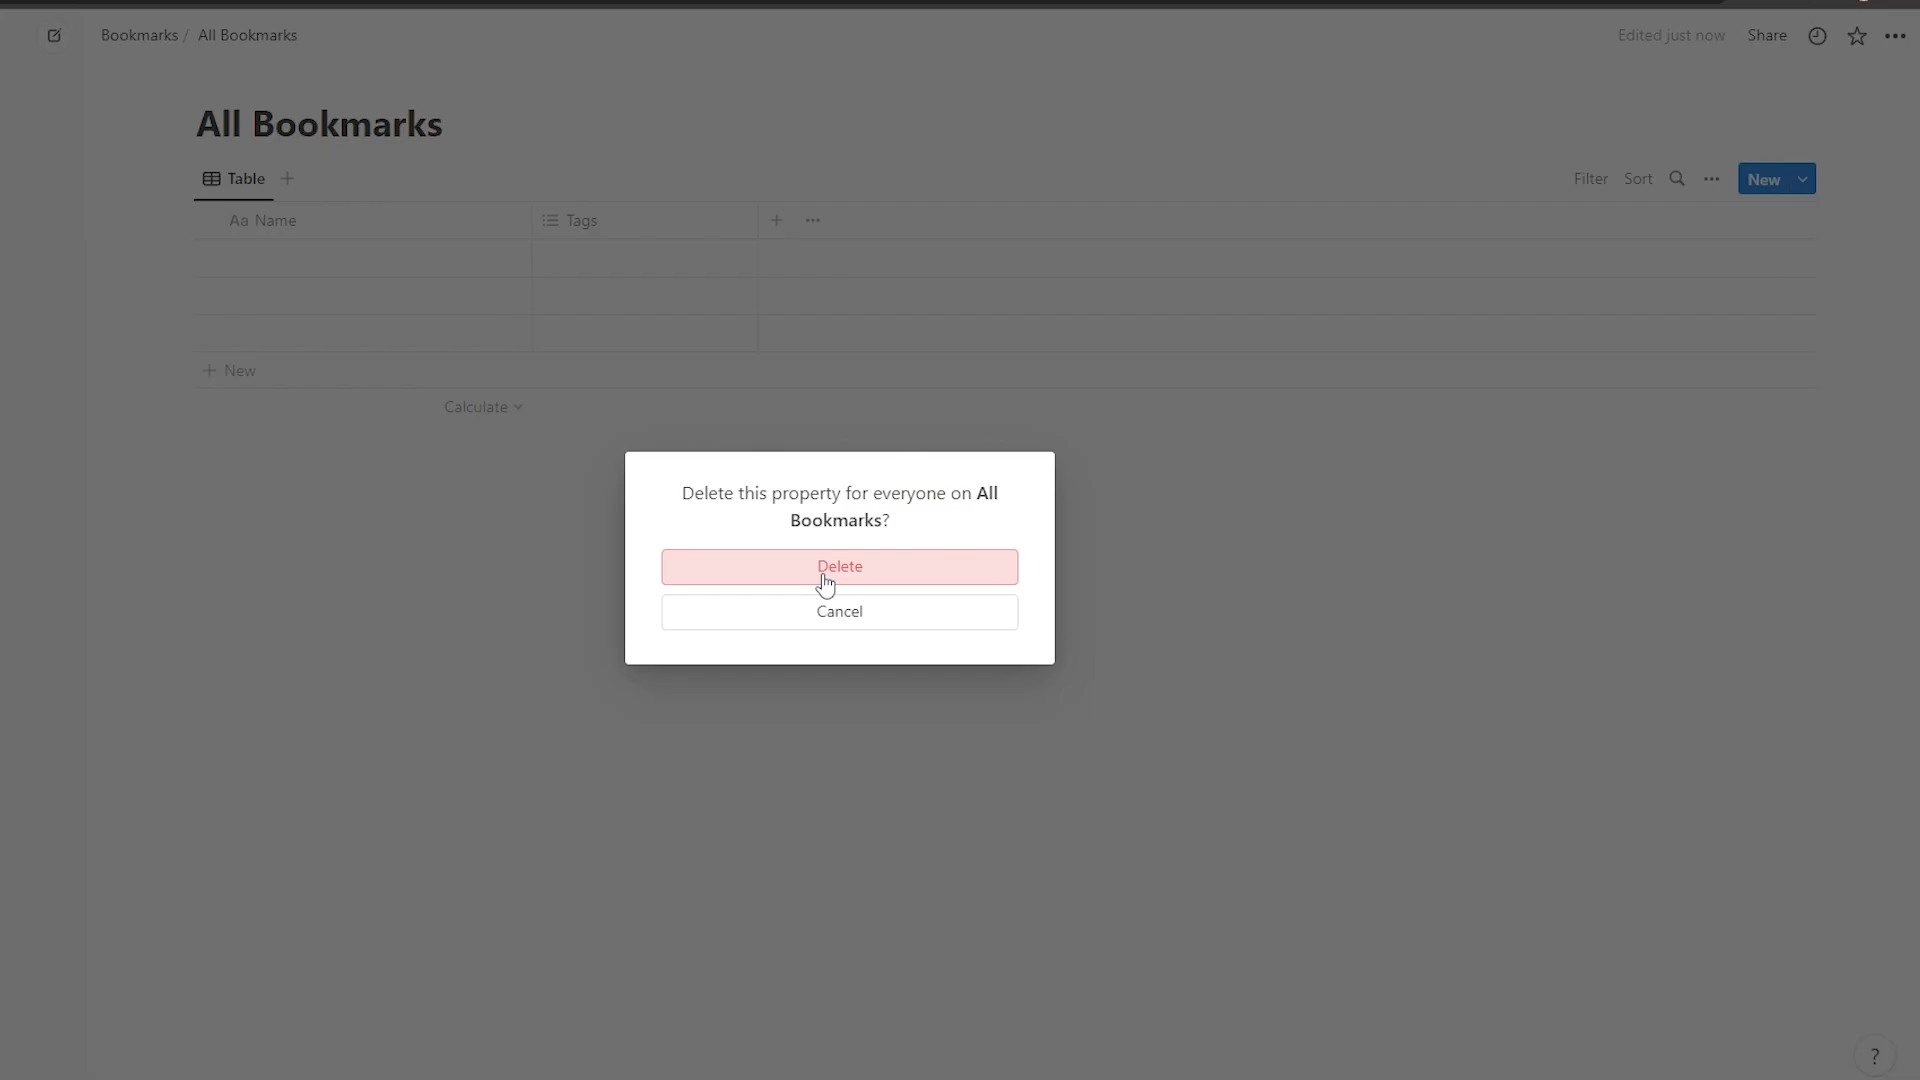 Bookmarks / All Bookmarks
Edited just now Share
All Bookmarks
Table
Filter Sort New
Aa Name Tags
New
Calculate
Delete this property for everyone on All
Bookmarks?
Delete
Cancel
?